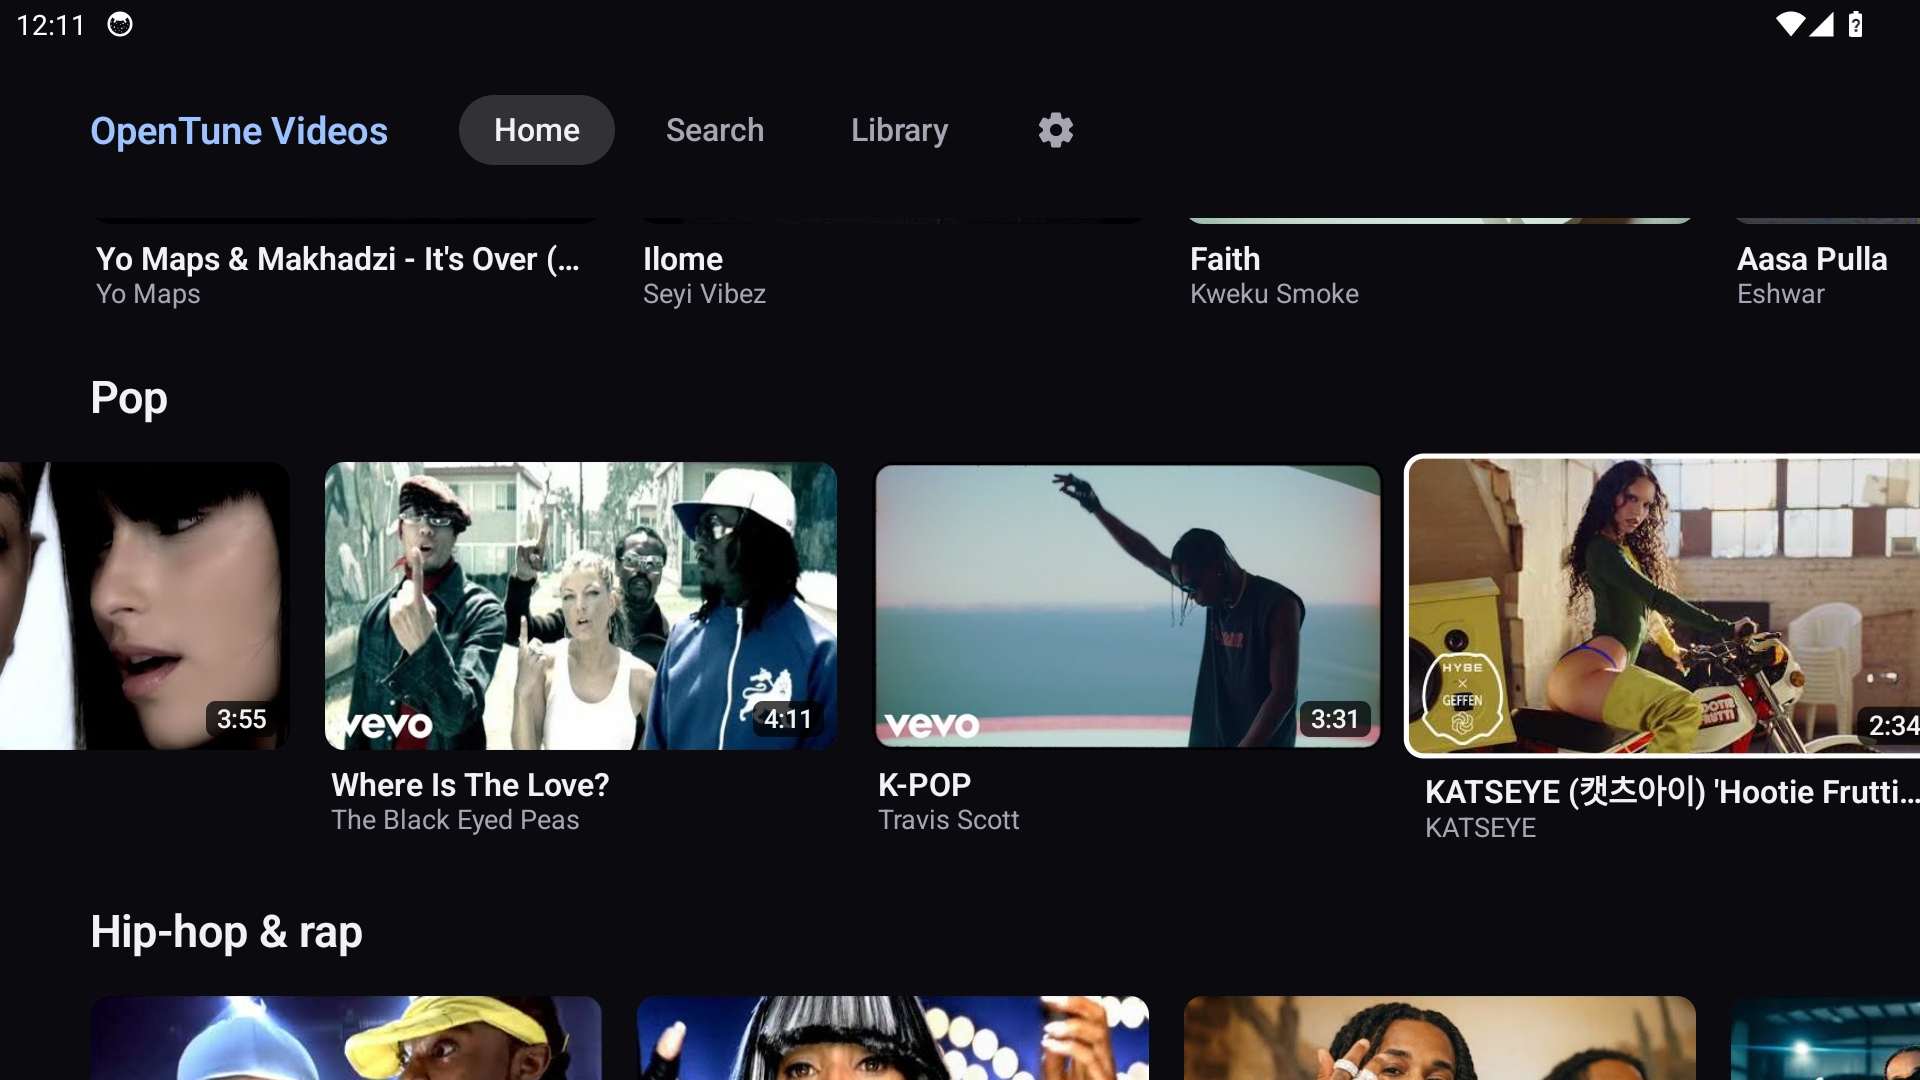 12:11
OpenTune Videos
Home
Search
Library
Yo Maps & Makhadzi - It's Over (...
Yo Maps
Ilome
Seyi Vibez
Faith
Kweku Smoke
Aasa Pulla
Eshwar
Pop
3:55
vevo
4:11
Where Is The Love?
The Black Eyed Peas
vevo
3:31
K-POP
Travis Scott
HYBE
×
GEFFEN
2:34
KATSEYE (캣츠아이) 'Hootie Frutti...
KATSEYE
Hip-hop & rap